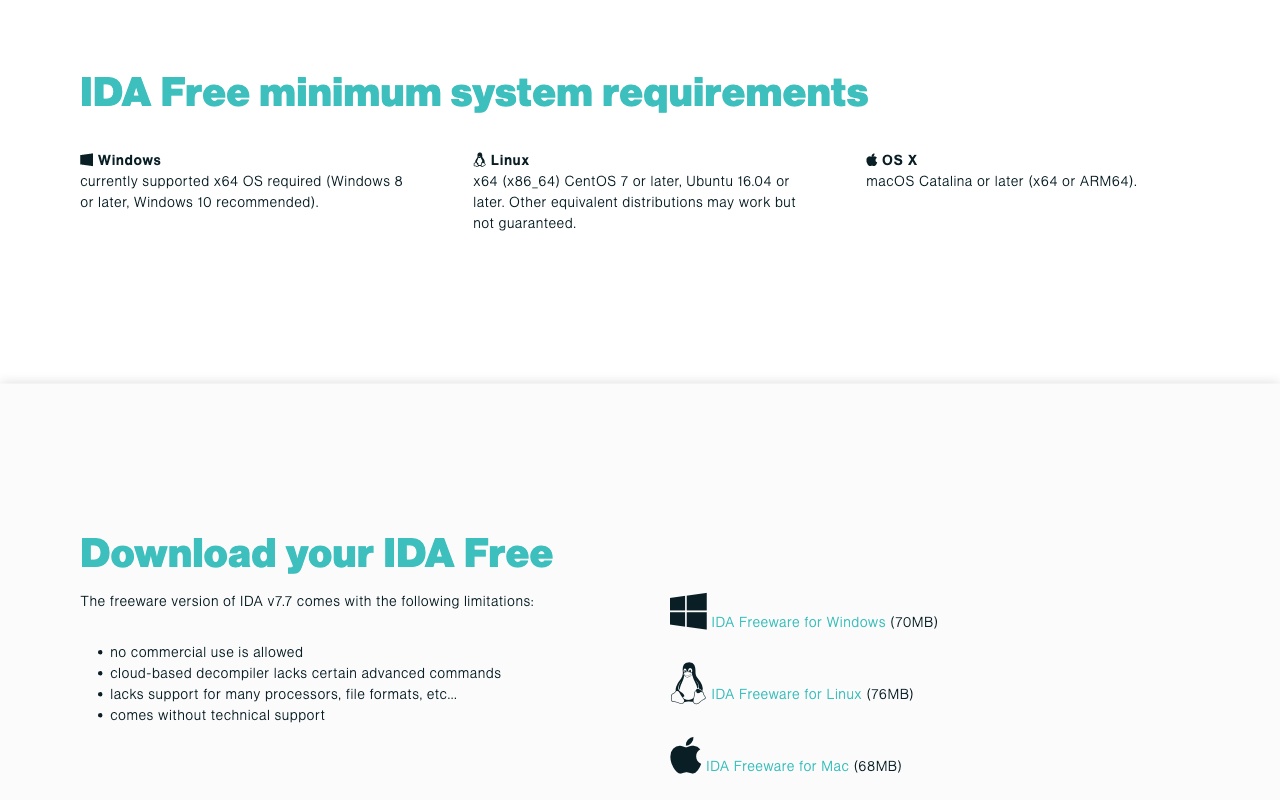 IDA Free minimum system requirements
Windows
currently supported x64 OS required (Windows 8
or later, Windows 10 recommended).
Linux
x64 (x86_64) CentOS 7 or later, Ubuntu 16.04 or
later. Other equivalent distributions may work but
not guaranteed.
OS X
macOS Catalina or later (x64 or ARM64).
Download your IDA Free
The freeware version of IDA v7.7 comes with the following limitations:
• no commercial use is allowed
• cloud-based decompiler lacks certain advanced commands
• lacks support for many processors, file formats, etc...
• comes without technical support
IDA Freeware for Windows (70MB)
IDA Freeware for Linux (76MB)
IDA Freeware for Mac (68MB)